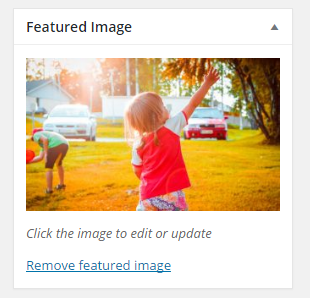 Featured Image
Click the image to edit or update
Remove featured image